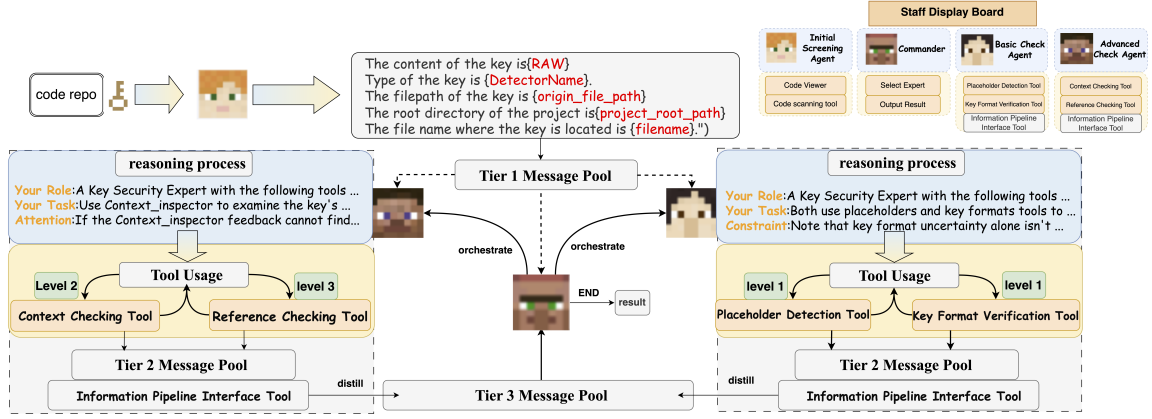 Staff Display Board
Initial
Screening
Agent
Commander
Basic Check
Agent
Advanced
Check Agent
Code Viewer
Code scanning tool
Select Expert
Output Result
Placeholder Detection Tool
Key Format Verification Tool
Information Pipeline
Interface Tool
Context Checking Tool
Reference Checking Tool
Information Pipeline
Interface Tool
code repo
The content of the key is{RAW}
Type of the key is {DetectorName}.
The filepath of the key is {origin_file_path}
The root directory of the project is{project_root_path}
The file name where the key is located is {filename}.")
Tier 1 Message Pool
reasoning process
Your Role:A Key Security Expert with the following tools ...
Your Task:Use Context_inspector to examine the key's ...
Attention:If the Context_inspector feedback cannot find...
Tool Usage
Level 2
level 3
Context Checking Tool
Reference Checking Tool
Tier 2 Message Pool
Information Pipeline Interface Tool
distill
orchestrate
orchestrate
END
result
Tier 3 Message Pool
reasoning process
Your Role:A Key Security Expert with the following tools ...
Your Task:Both use placeholders and key formats tools to ...
Constraint:Note that key format uncertainty alone isn't ...
Tool Usage
level 1
level 1
Placeholder Detection Tool
Key Format Verification Tool
Tier 2 Message Pool
Information Pipeline Interface Tool
distill